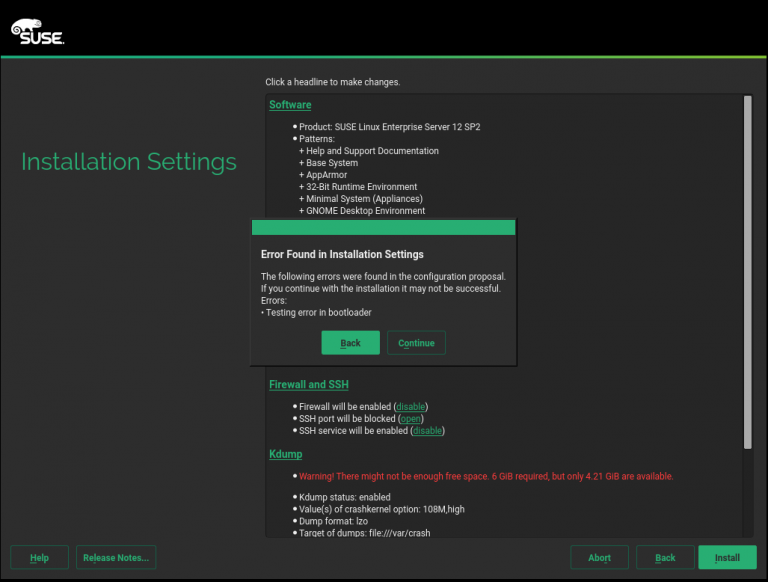 SUSE
Click a headline to make changes.
Installation Settings
Software
• Product: SUSE Linux Enterprise Server 12 SP2
• Patterns:
+ Help and Support Documentation
+ Base System
+ AppArmor
+ 32-Bit Runtime Environment
+ Minimal System (Appliances)
+ GNOME Desktop Environment
Error Found in Installation Settings
The following errors were found in the configuration proposal.
If you continue with the installation it may not be successful.
Errors:
• Testing error in bootloader
Back Continue
Firewall and SSH
• Firewall will be enabled (disable)
• SSH port will be blocked (open)
• SSH service will be enabled (disable)
Kdump
• Warning! There might not be enough free space. 6 GiB required, but only 4.21 GiB are available.
• Kdump status: enabled
• Value(s) of crashkernel option: 108M,high
• Dump format: lzo
• Target of dumps: file:///var/crash
Help Release Notes... Abort Back Install